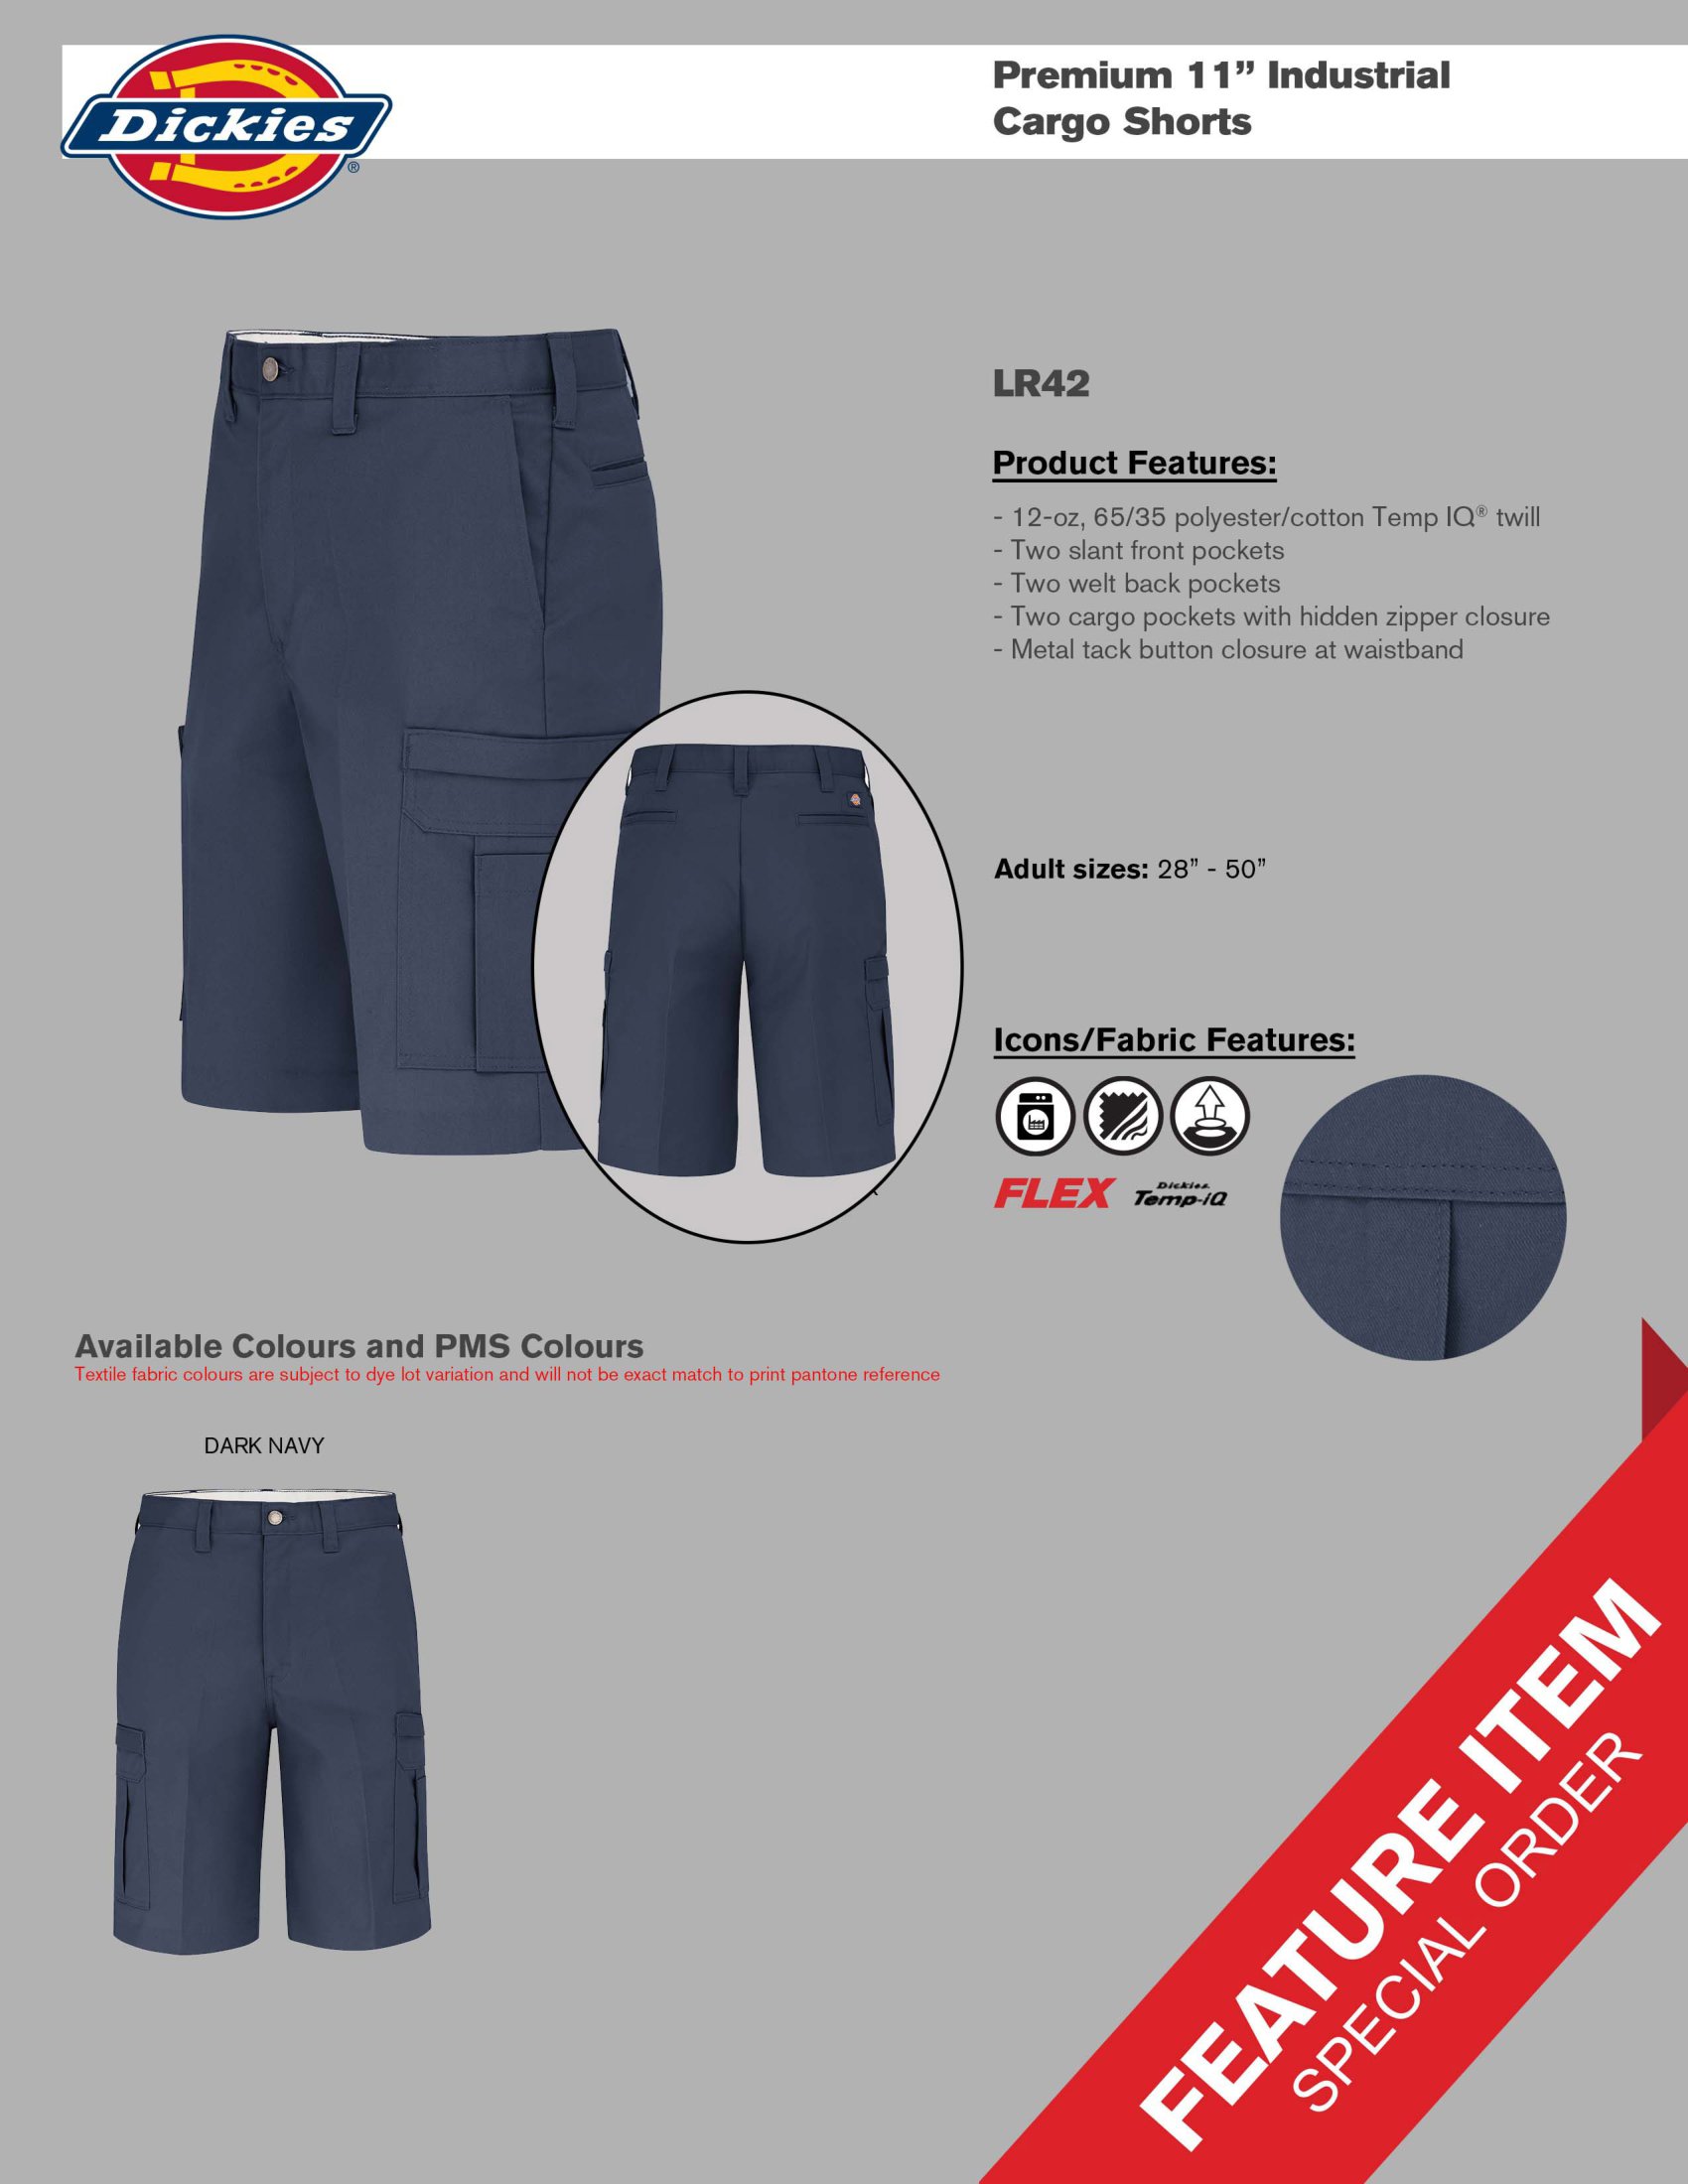 Dickies
®
Premium 11” Industrial
Cargo Shorts
LR42
Product Features:
- 12-oz, 65/35 polyester/cotton Temp IQ® twill
- Two slant front pockets
- Two welt back pockets
- Two cargo pockets with hidden zipper closure
- Metal tack button closure at waistband
Adult sizes: 28” - 50”
Icons/Fabric Features:
FLEX
Dickies
Temp-iQ
Available Colours and PMS Colours
Textile fabric colours are subject to dye lot variation and will not be exact match to print pantone reference
DARK NAVY
FEATURE ITEM
SPECIAL ORDER